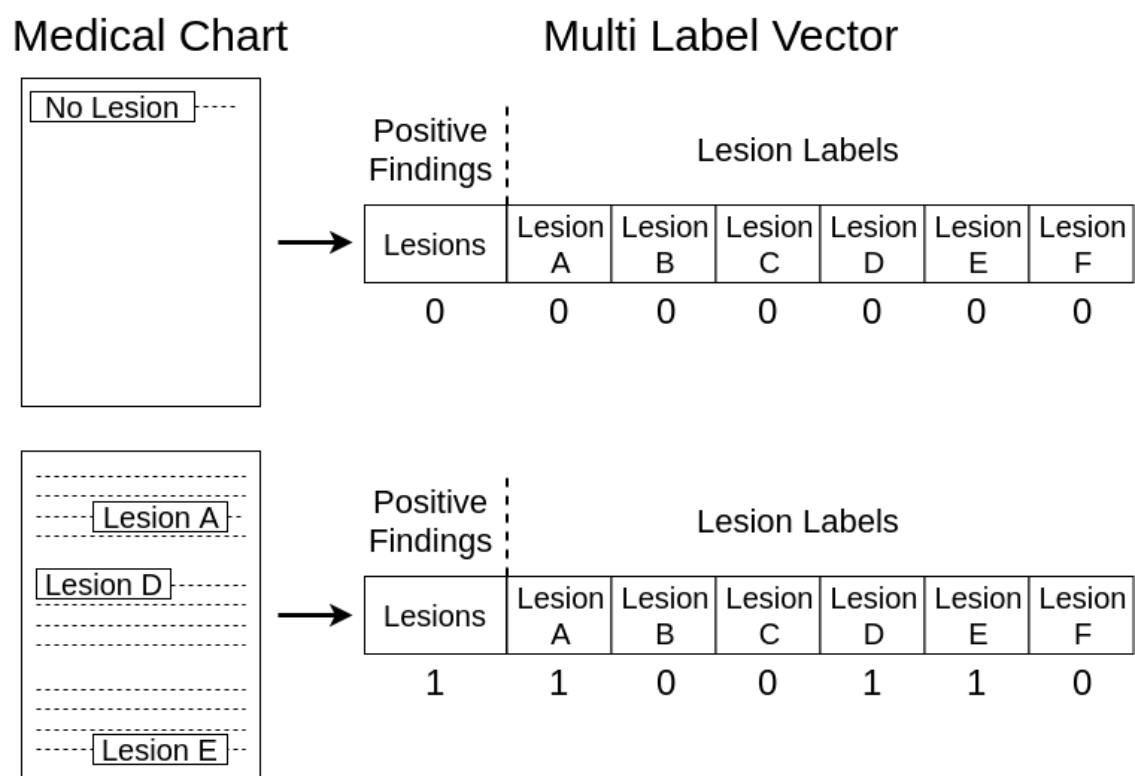 Medical Chart
Multi Label Vector
No Lesion
Positive
Findings
Lesion Labels
Lesions
Lesion A
Lesion B
Lesion C
Lesion D
Lesion E
Lesion F
0 0 0 0 0 0 0
Lesion A
Lesion D
Lesion E
Positive
Findings
Lesion Labels
Lesions
Lesion A
Lesion B
Lesion C
Lesion D
Lesion E
Lesion F
1 1 0 0 1 1 0